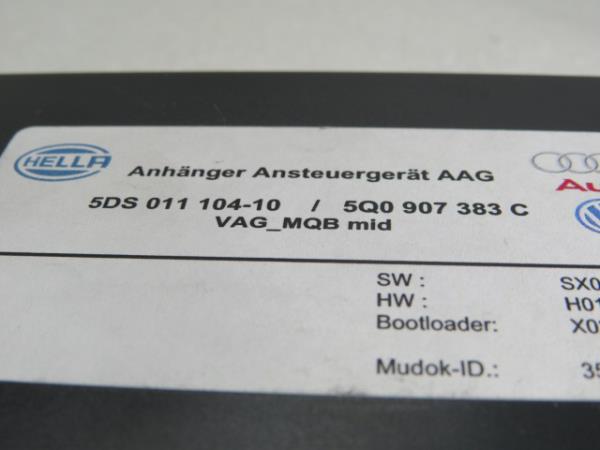 HELLA
Anhänger Ansteuergerät AAG
5DS 011 104-10 / 5Q0 907 383 C
VAG_MQB mid
SW :
HW :
Bootloader:
Mudok-ID.: